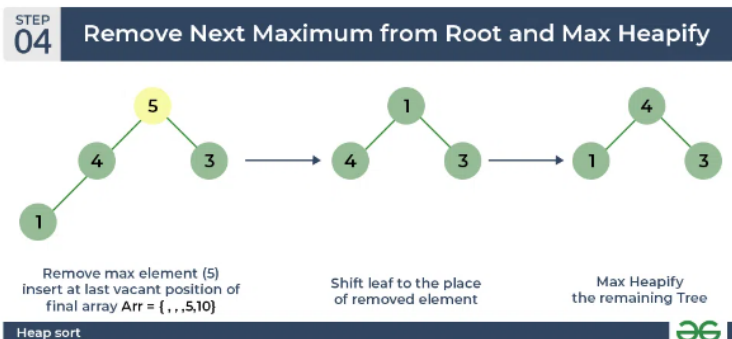 STEP
04
Remove Next Maximum from Root and Max Heapify
5
4
3
1
1
4
3
4
1
3
Remove max element (5)
insert at last vacant position of
final array Arr = { , , ,5,10}
Shift leaf to the place
of removed element
Max Heapify
the remaining Tree
Heap sort